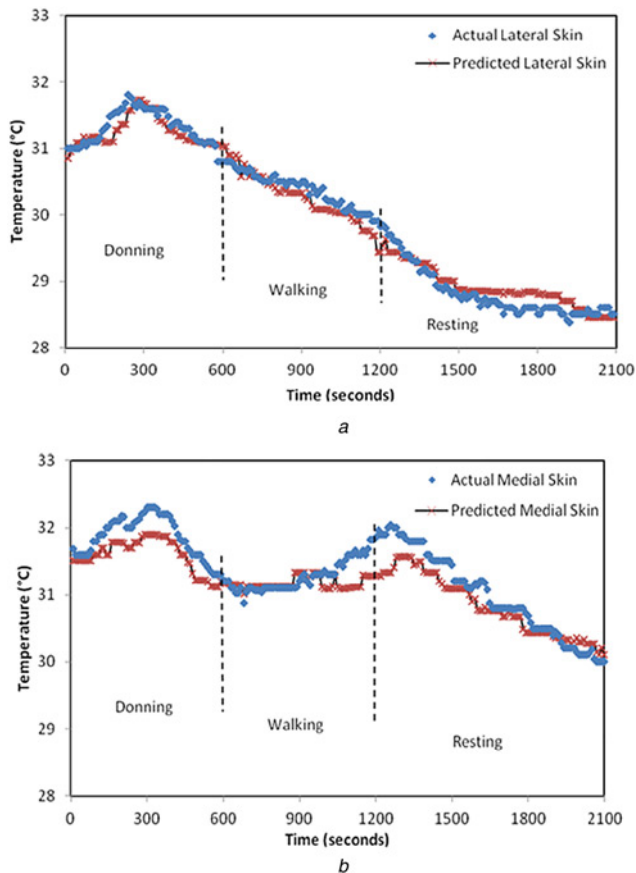 33
32
31
30
29
28
Temperature (°C)
Actual Lateral Skin
Predicted Lateral Skin
Donning
Walking
Resting
0 300 600 900 1200 1500 1800 2100
Time (seconds)
a
33
32
31
30
29
28
Temperature (°C)
Actual Medial Skin
Predicted Medial Skin
Donning
Walking
Resting
0 300 600 900 1200 1500 1800 2100
Time (seconds)
b